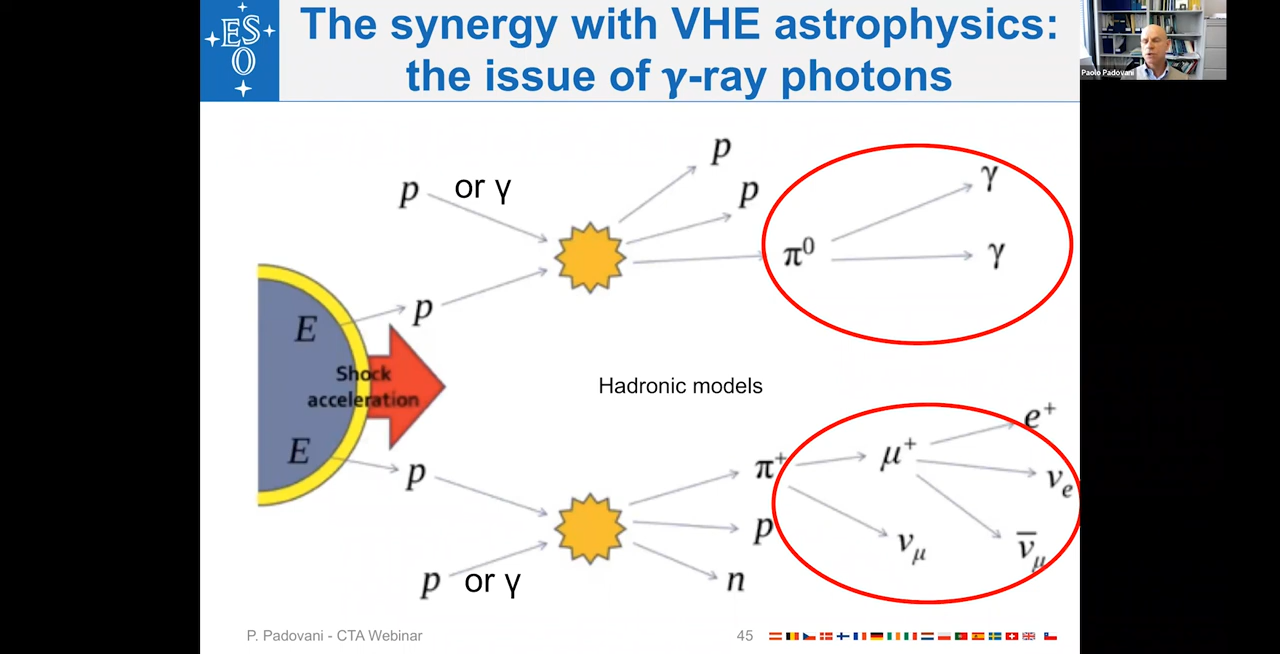 ESO
The synergy with VHE astrophysics:
the issue of γ-ray photons
Paolo Padovani
p
p or γ
p
γ
π⁰
γ
p
E
Shock
acceleration
Hadronic models
E
p
e⁺
μ⁺
π⁺
νₑ
p
ν_μ
ν̅_μ
p or γ
n
P. Padovani - CTA Webinar
45